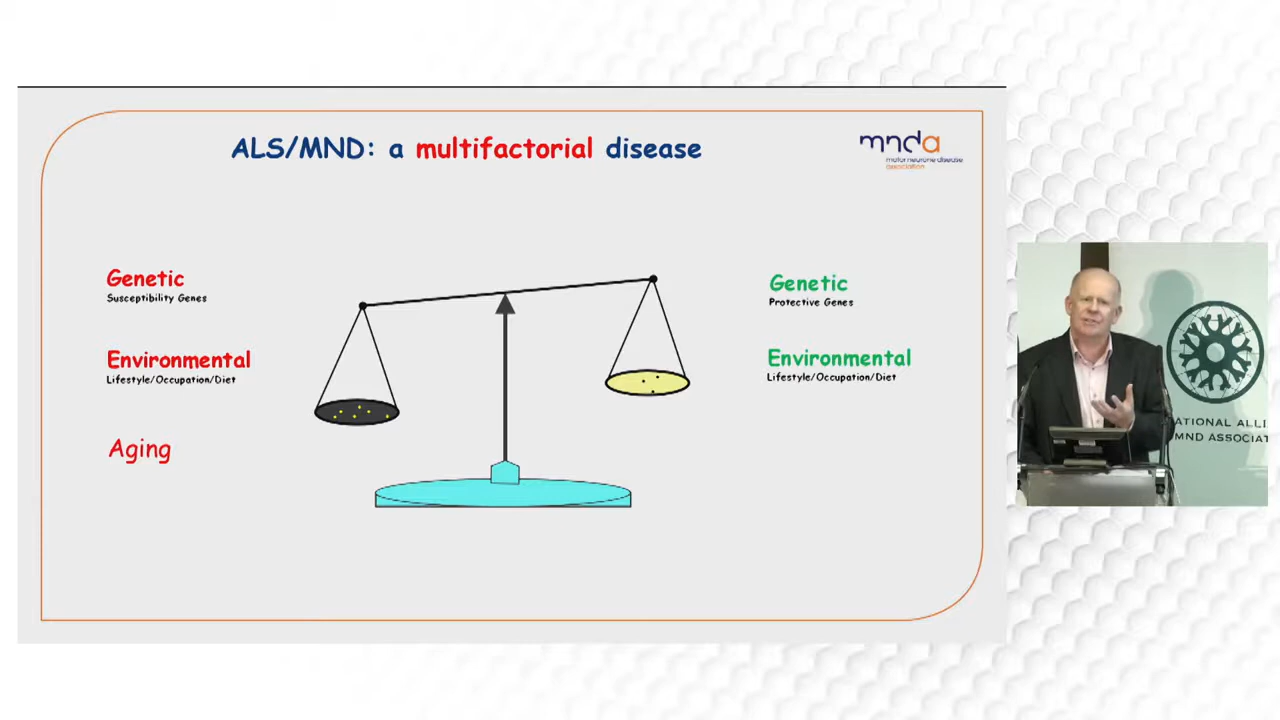 ALS/MND: a multifactorial disease
mnda
motor neurone disease
association
Genetic
Susceptibility Genes
Environmental
Lifestyle/Occupation/Diet
Aging
Genetic
Protective Genes
Environmental
Lifestyle/Occupation/Diet
ATIONAL ALLI
MND ASSOCIAT